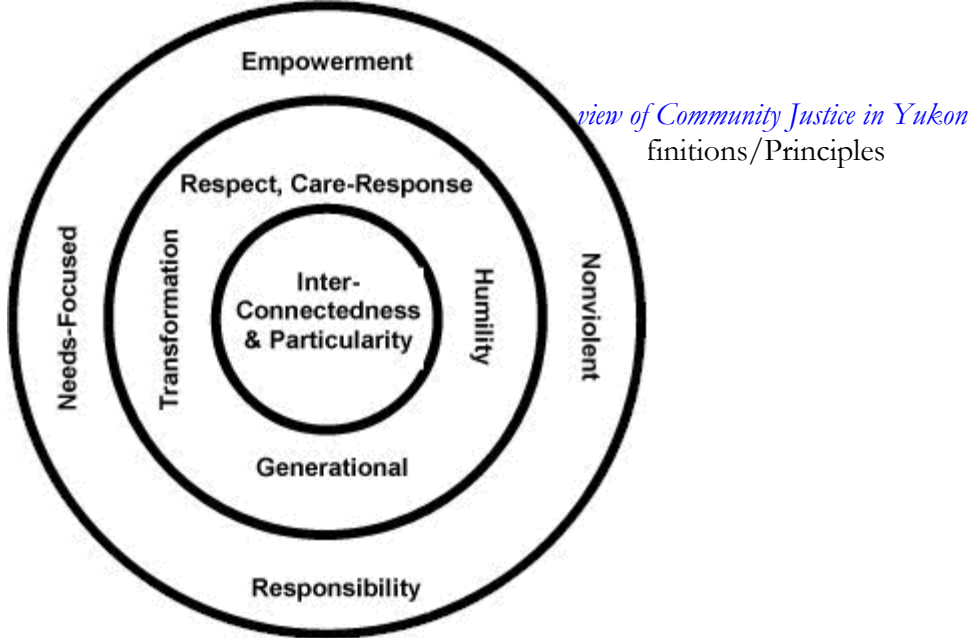 Empowerment
view of Community Justice in Yukon
finitions/Principles
Respect, Care-Response
Needs-Focused
Transformation
Inter-
Connectedness
& Particularity
Humility
Nonviolent
Generational
Responsibility